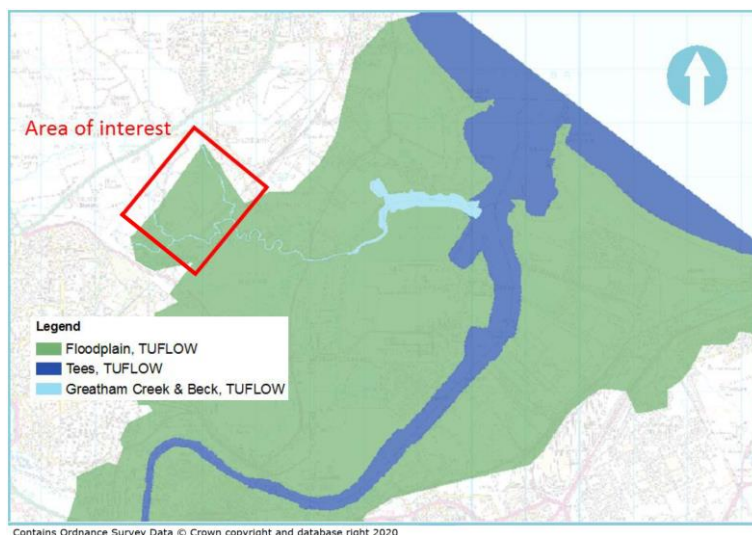 Area of interest
Legend
Floodplain, TUFLOW
Tees, TUFLOW
Greatham Creek & Beck, TUFLOW
Contains Ordnance Survey Data © Crown copyright and database right 2020